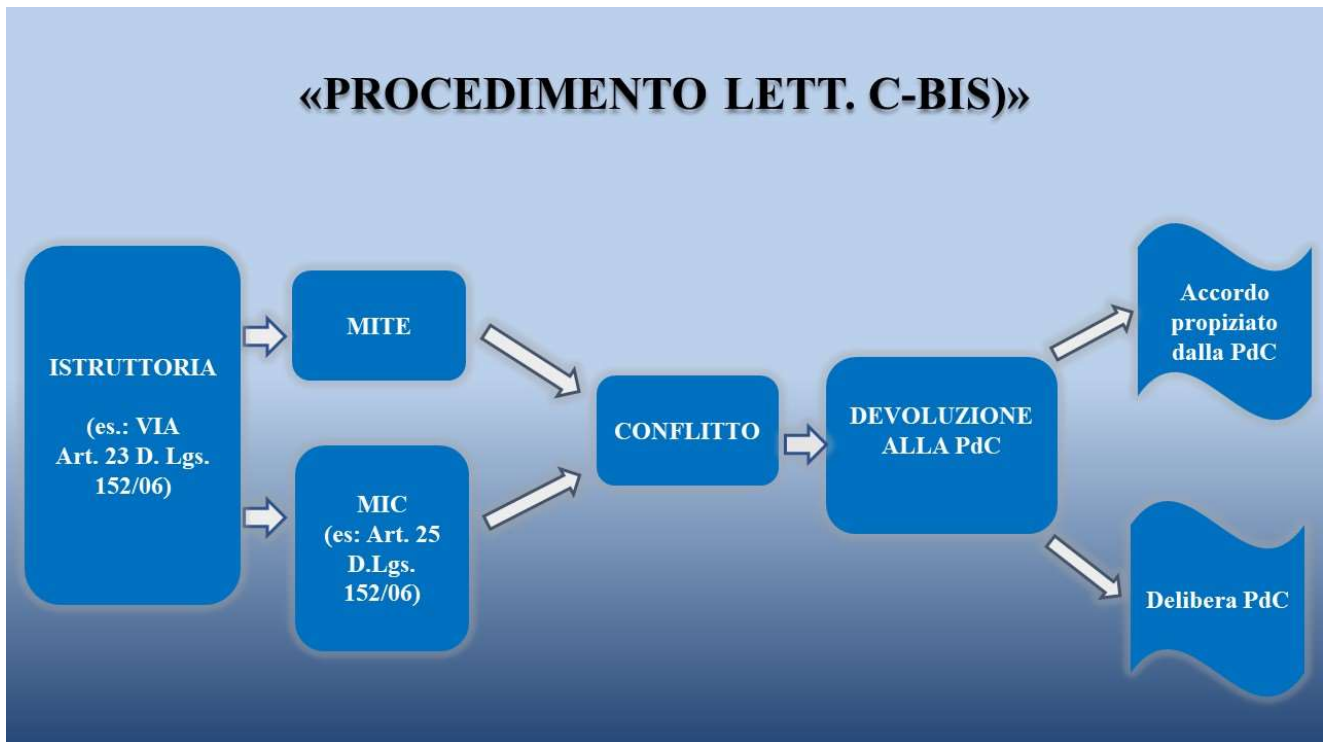 «PROCEDIMENTO LETT. C-BIS)»
ISTRUTTORIA
(es.: VIA
Art. 23 D. Lgs.
152/06)
MITE
MIC
(es: Art. 25
D.Lgs.
152/06)
CONFLITTO
DEVOLUZIONE
ALLA PdC
Accordo
propiziato
dalla PdC
Delibera PdC